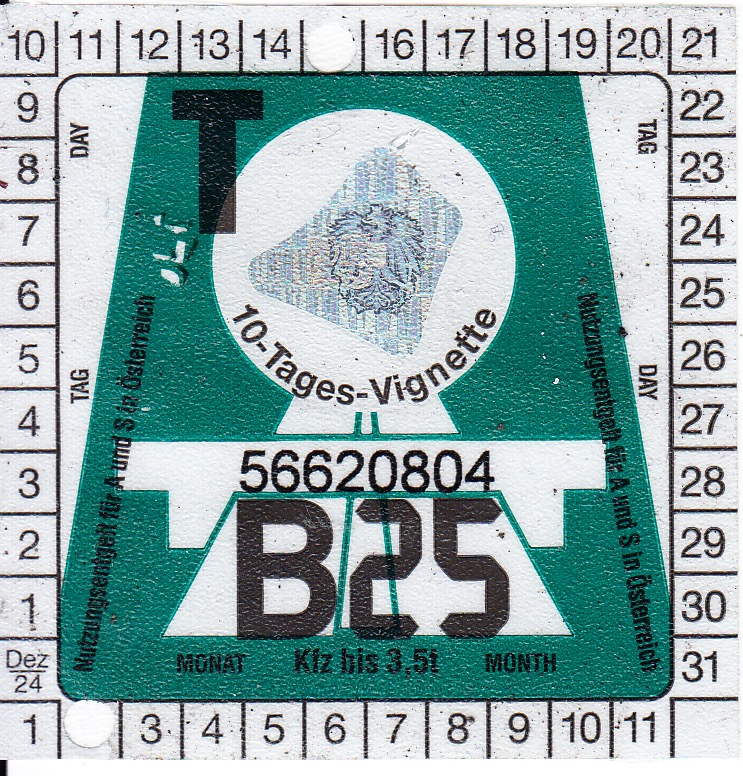 10 11 12 13 14 16 17 18 19 20 21
9 22
DAY T TAG
8 23
7 24
6 25
10-Tages-Vignette
5 26
TAG DAY
4 27
Nutzungsentgelt für A und S in Österreich
Nutzungsentgelt für A und S in Österreich
56620804
3 28
B25
2 29
1 30
MONAT Kfz bis 3,5t MONTH
Dez 31
24
1 3 4 5 6 7 8 9 10 11